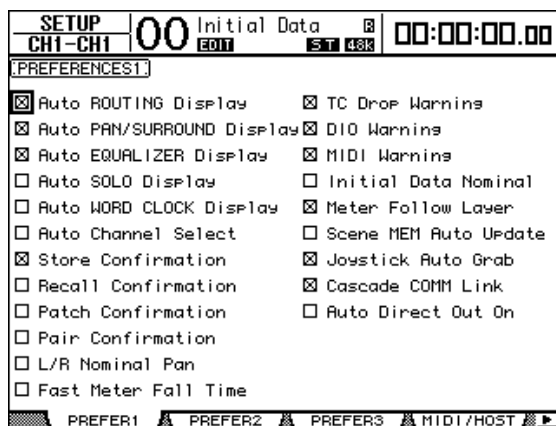 SETUP
CH1-CH1
00 Initial Data R
EDIT ST 48k
00:00:00.00
PREFERENCES1
Auto ROUTING Display
Auto PAN/SURROUND Display
Auto EQUALIZER Display
Auto SOLO Display
Auto WORD CLOCK Display
Auto Channel Select
Store Confirmation
Recall Confirmation
Patch Confirmation
Pair Confirmation
L/R Nominal Pan
Fast Meter Fall Time
TC Drop Warning
DIO Warning
MIDI Warning
Initial Data Nominal
Meter Follow Layer
Scene MEM Auto Update
Joystick Auto Grab
Cascade COMM Link
Auto Direct Out On
PREFER1 PREFER2 PREFER3 MIDI/HOST